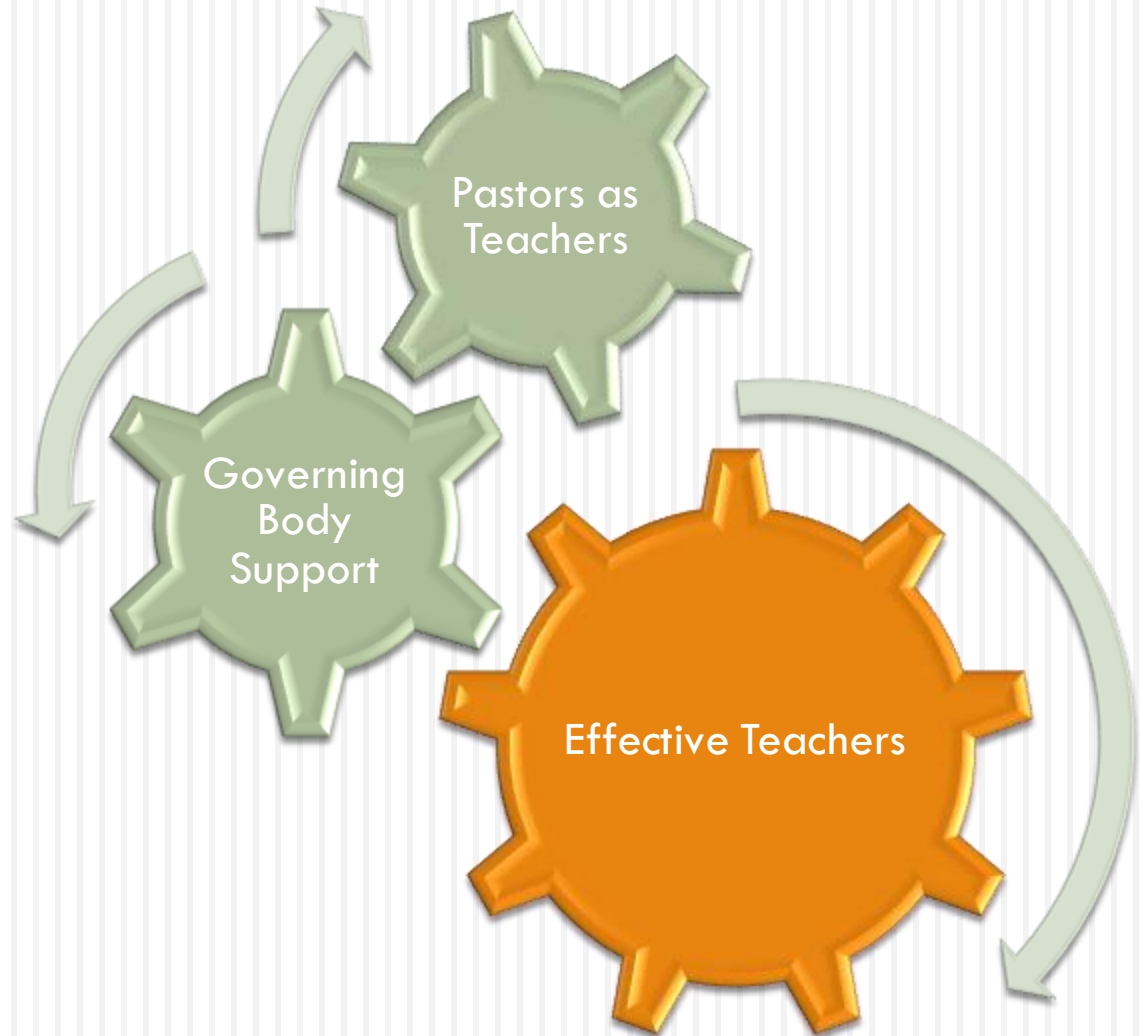 Pastors as
Teachers
Governing
Body
Support
Effective Teachers